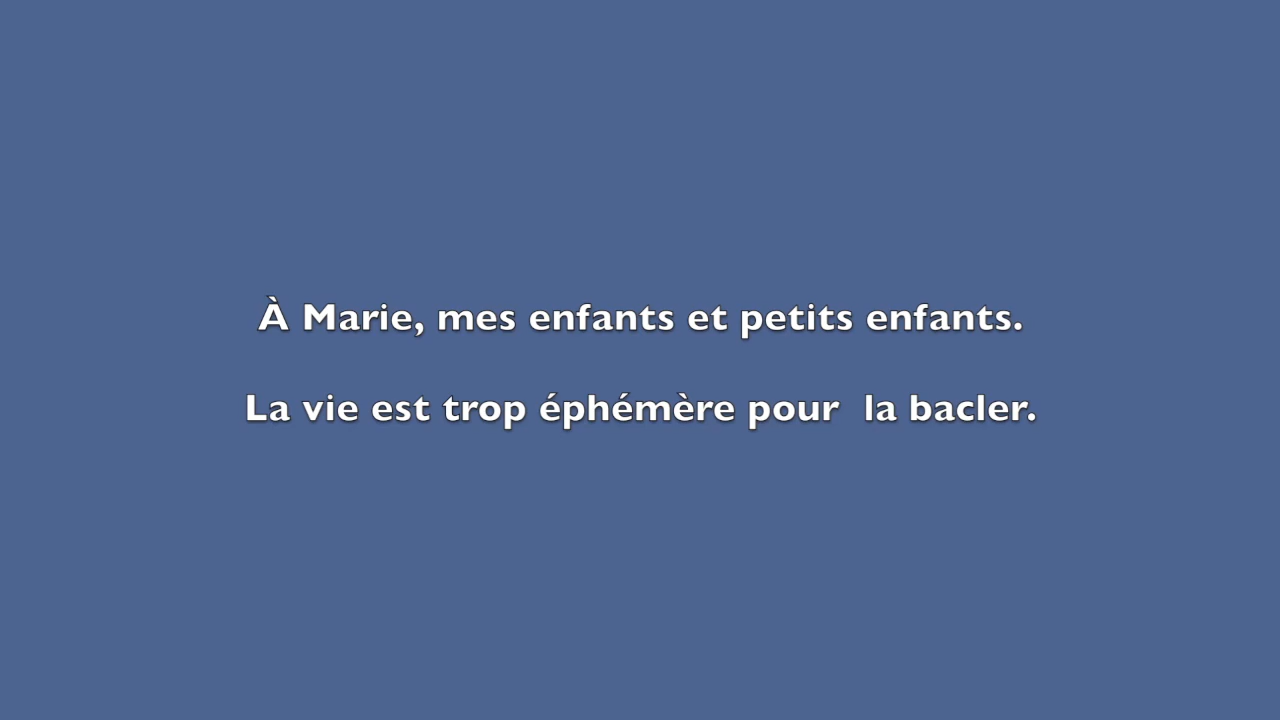 À Marie, mes enfants et petits enfants.
La vie est trop éphémère pour  la bacler.